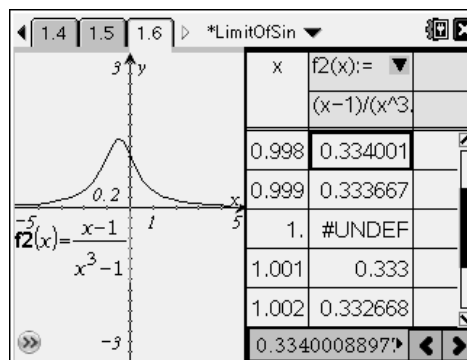 1.4 1.5 1.6 *LimitOfSin
3 y
0.2
x
-5 1 5
f2(x)=x-1/x^3-1
-3
x f2(x):=
(x-1)/(x^3.
0.998 0.334001
0.999 0.333667
1. #UNDEF
1.001 0.333
1.002 0.332668
0.3340008897